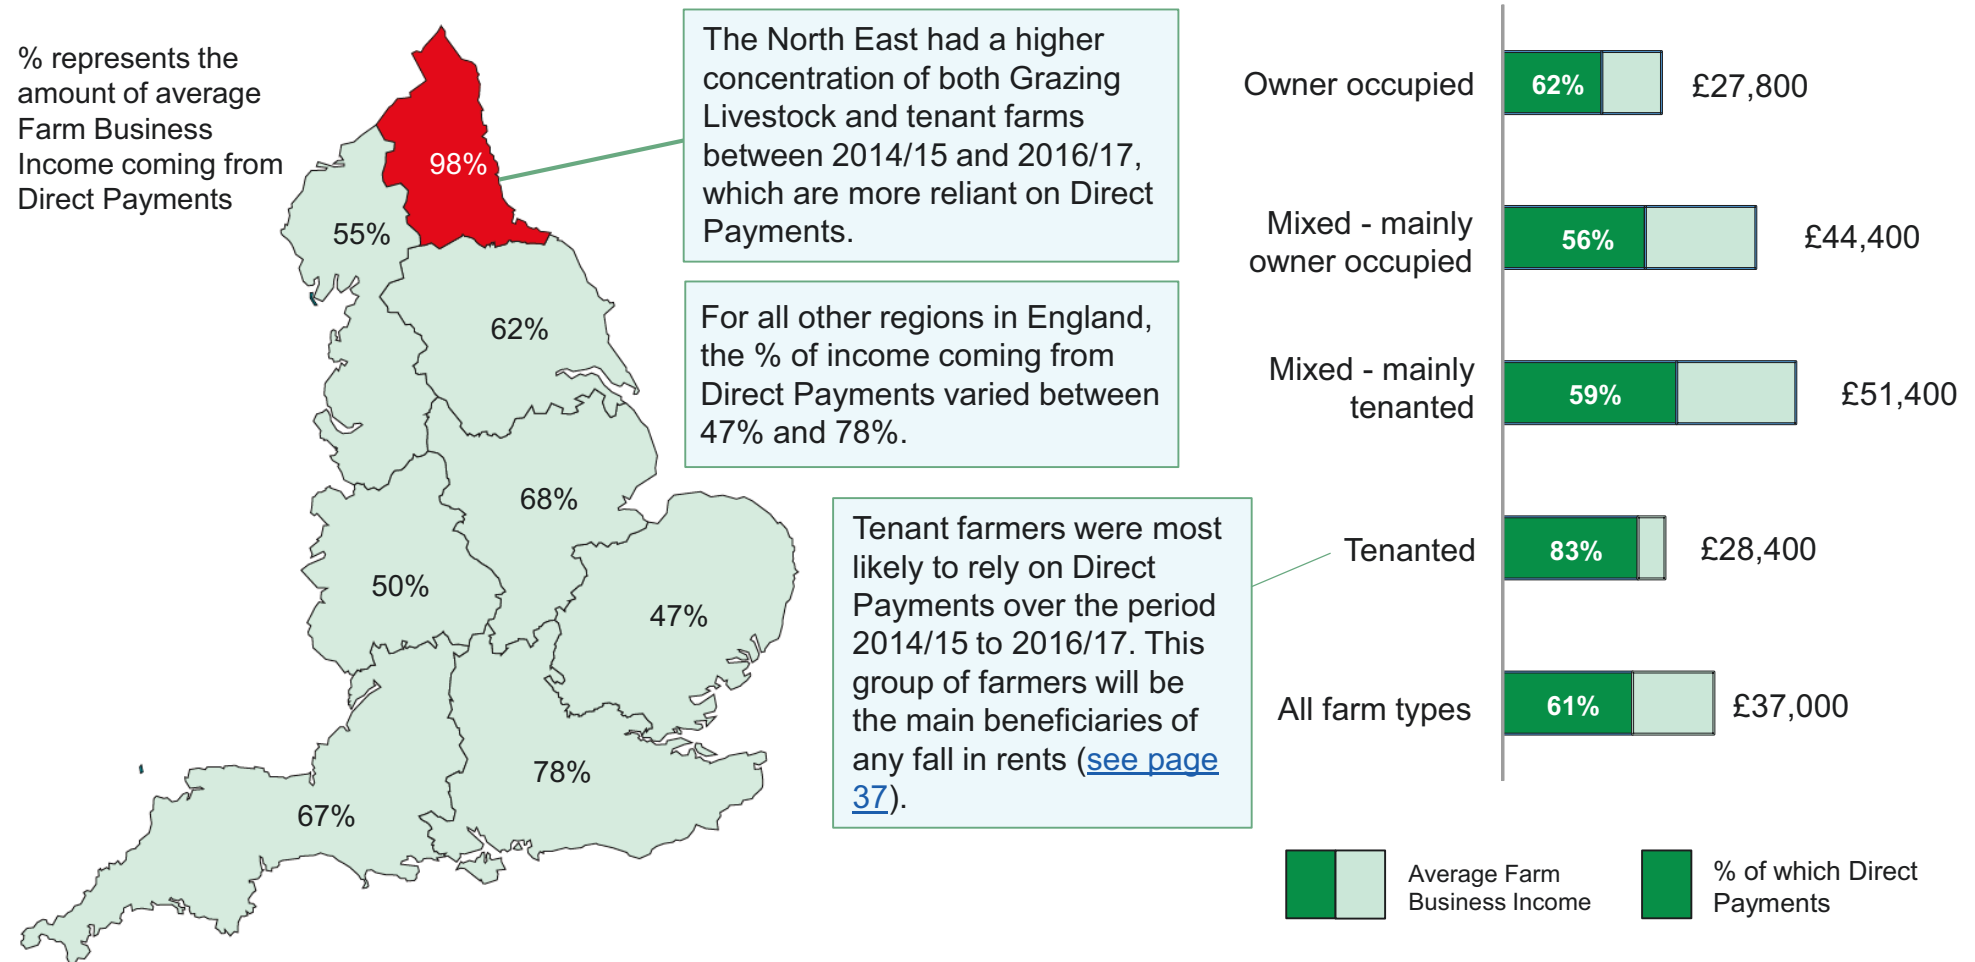 % represents the
amount of average
Farm Business
Income coming from
Direct Payments
98%
55%
62%
68%
50%
47%
78%
67%
The North East had a higher
concentration of both Grazing
Livestock and tenant farms
between 2014/15 and 2016/17,
which are more reliant on Direct
Payments.
For all other regions in England,
the % of income coming from
Direct Payments varied between
47% and 78%.
Tenant farmers were most
likely to rely on Direct
Payments over the period
2014/15 to 2016/17. This
group of farmers will be
the main beneficiaries of
any fall in rents (see page
37).
Owner occupied 62% £27,800
Mixed - mainly
owner occupied 56% £44,400
Mixed - mainly
tenanted 59% £51,400
Tenanted 83% £28,400
All farm types 61% £37,000
Average Farm
Business Income
% of which Direct
Payments